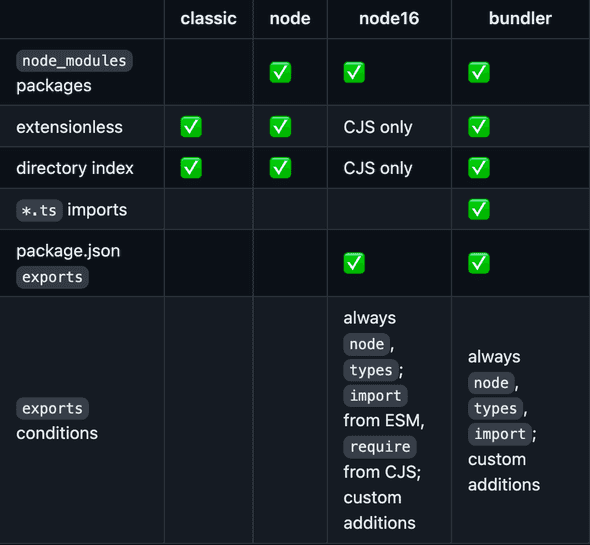 classic node node16 bundler
node_modules
packages ✅ ✅ ✅
extensionless ✅ ✅ CJS only ✅
directory index ✅ ✅ CJS only ✅
*.ts imports ✅
package.json
exports ✅ ✅
exports
conditions
always
node,
types;
import
from ESM,
require
from CJS;
custom
additions
always
node,
types,
import;
custom
additions